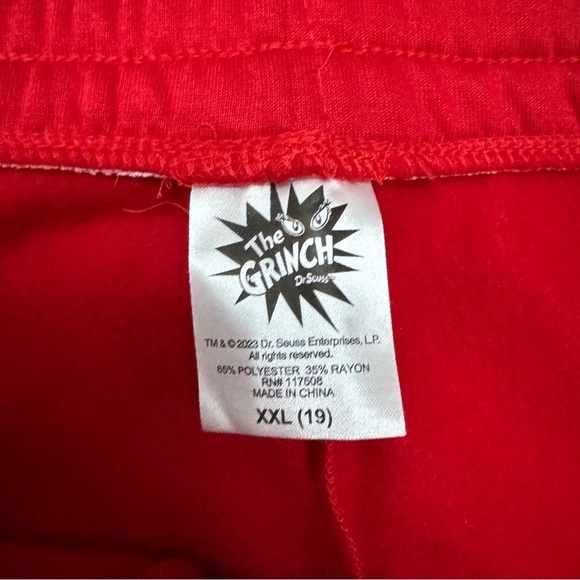 The
GRINCH
Dr. Seuss
TM & © 2023 Dr. Seuss Enterprises, L.P.
All rights reserved.
65% POLYESTER 35% RAYON
RN# 117508
MADE IN CHINA
XXL (19)